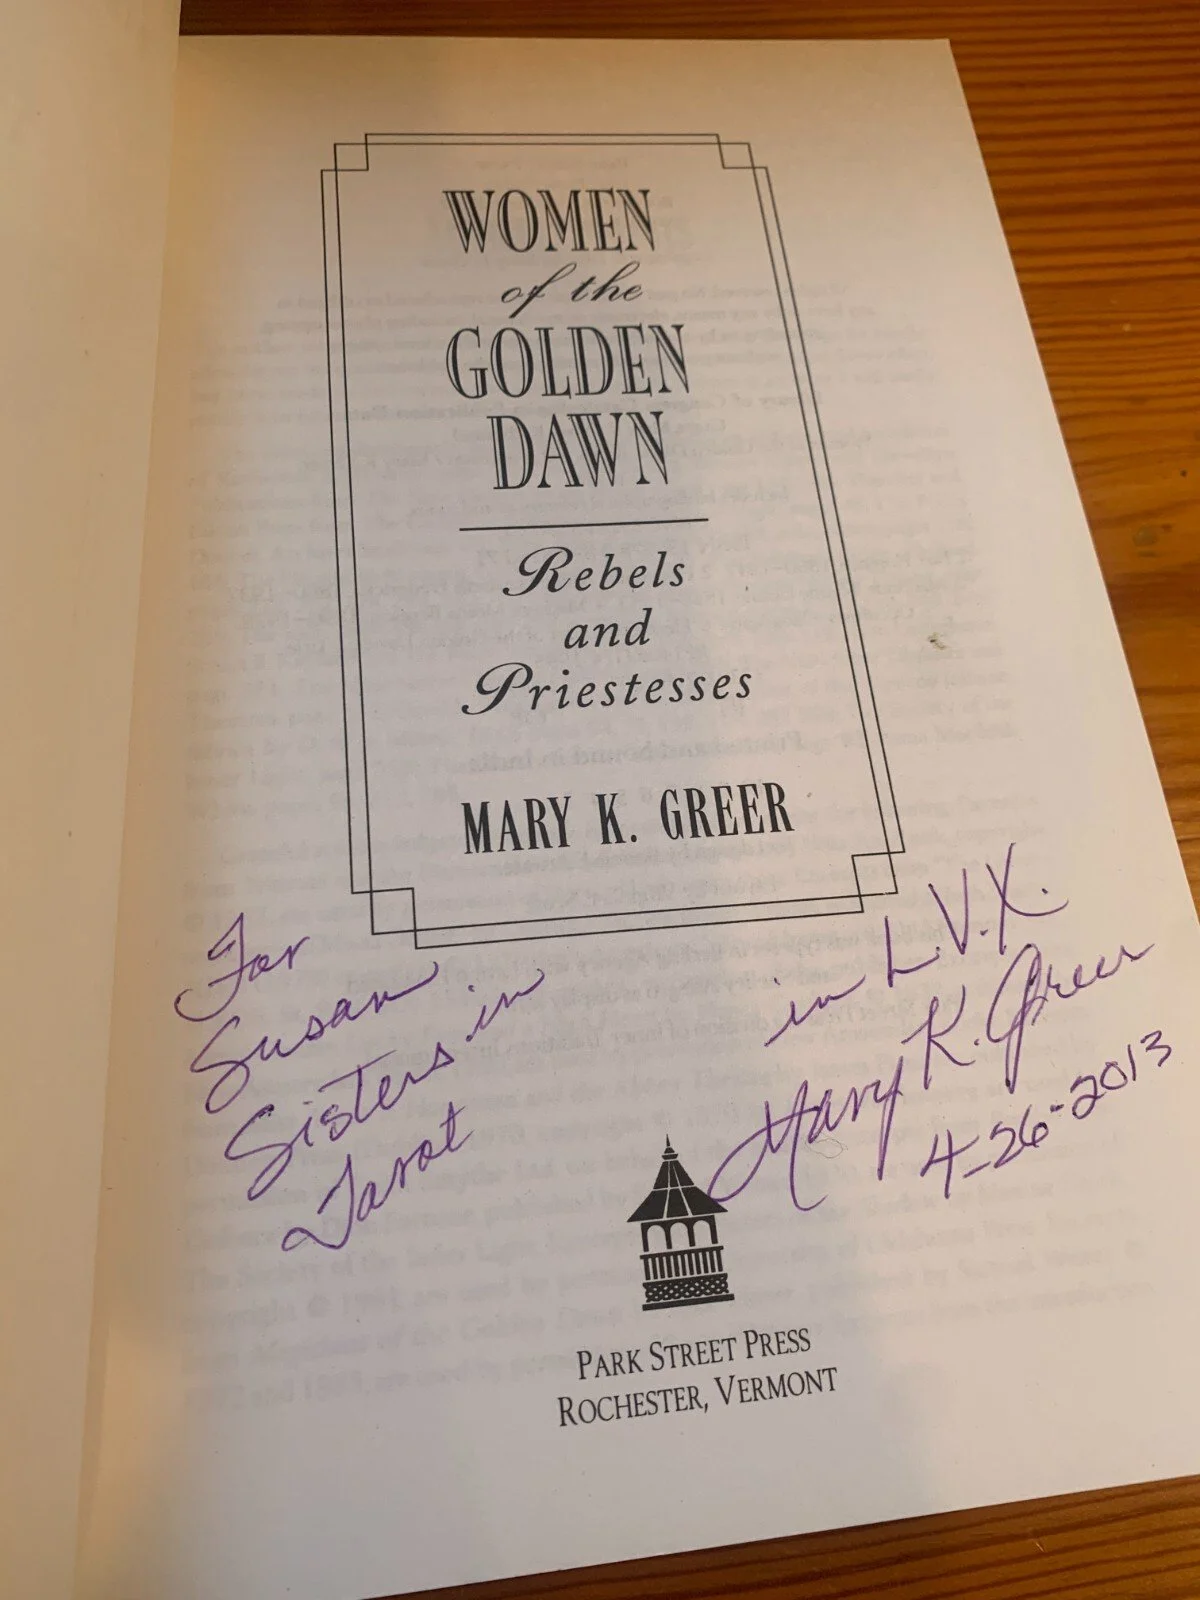 WOMEN
of the
GOLDEN
DAWN
Rebels
and
Priestesses
MARY K. GREER
For
Susan
Sisters in
Tarot
in L.V.X.
Mary K. Greer
4-26-2013
PARK STREET PRESS
ROCHESTER, VERMONT